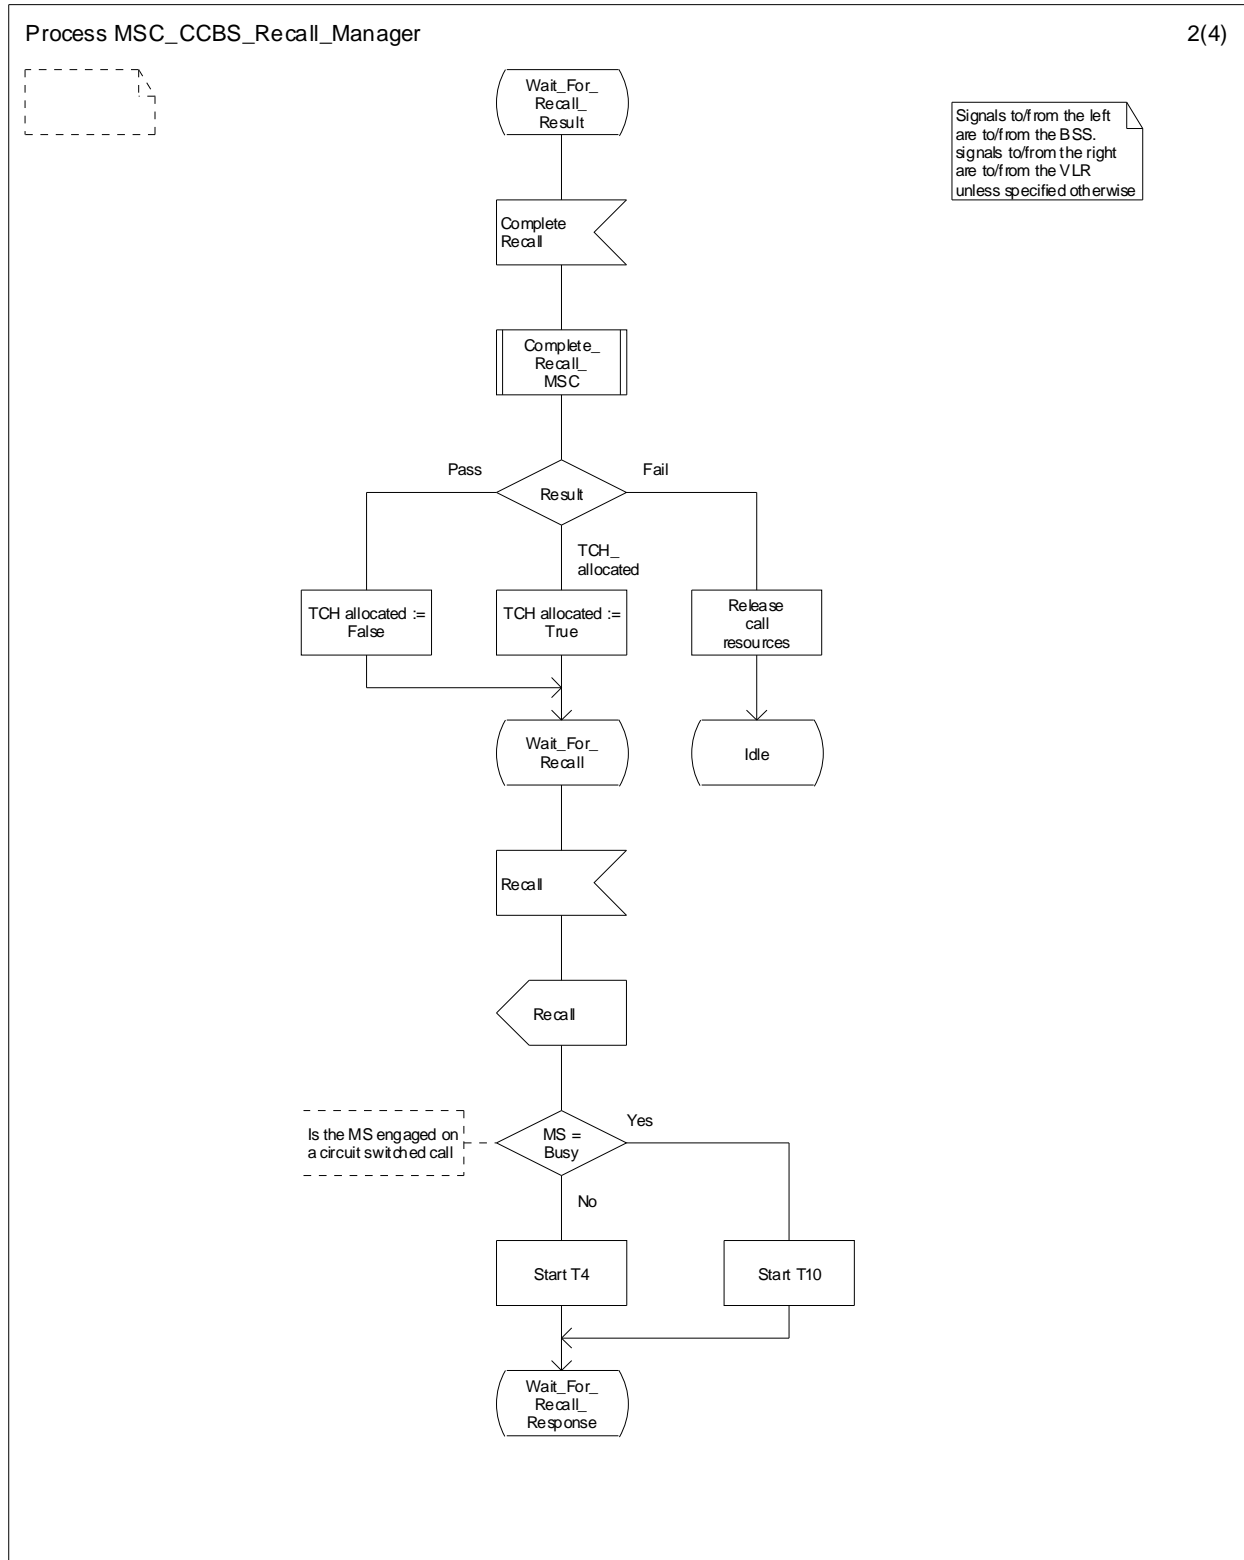 Process MSC_CCBS_Recall_Manager
2(4)
Wait_For_
Recall_
Result
Signals to/from the left
are to/from the BSS.
signals to/from the right
are to/from the VLR
unless specified otherwise
Complete
Recall
Complete_
Recall_
MSC
Pass
Fail
Result
TCH_
allocated
TCH allocated :=
False
TCH allocated :=
True
Release
call
resources
Wait_For_
Recall
Idle
Recall
Recall
Is the MS engaged on
a circuit switched call
MS =
Busy
Yes
No
Start T4
Start T10
Wait_For_
Recall_
Response